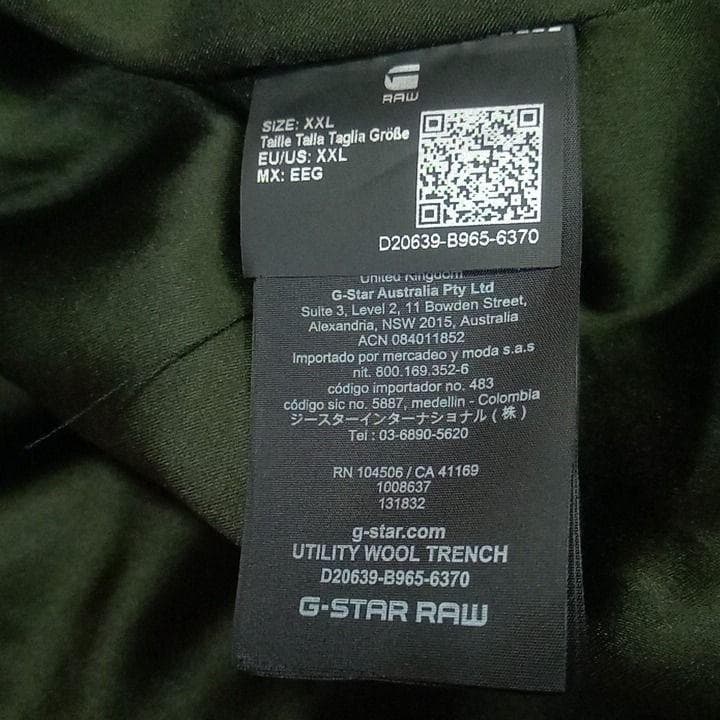 RAW
SIZE: XXL
Taille Talla Taglia Größe
EU/US: XXL
MX: EEG
D20639-B965-6370
United Kingdom
G-Star Australia Pty Ltd
Suite 3, Level 2, 11 Bowden Street,
Alexandria, NSW 2015, Australia
ACN 084011852
Importado por mercadeo y moda s.a.s
nit. 800.169.352-6
código importador no. 483
código sic no. 5887, medellin - Colombia
ジースターインターナショナル(株)
Tel : 03-6890-5620
RN 104506 / CA 41169
1008637
131832
g-star.com
UTILITY WOOL TRENCH
D20639-B965-6370
G-STAR RAW